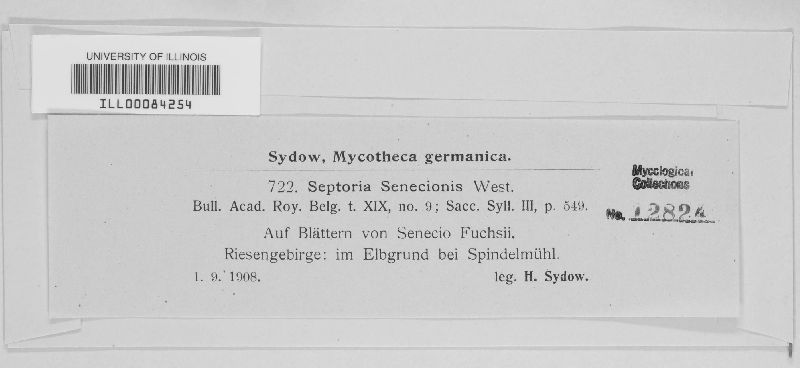 UNIVERSITY OF ILLINOIS
ILL00084254
Sydow, Mycotheca germanica.
722. Septoria Senecionis West.
Bull. Acad. Roy. Belg. t. XIX, no. 9; Sacc. Syll. III, p. 549.
Auf Blättern von Senecio Fuchsii.
Riesengebirge: im Elbgrund bei Spindelmühl.
1. 9. 1908. leg. H. Sydow.
Mycological
Collections
No. 12824